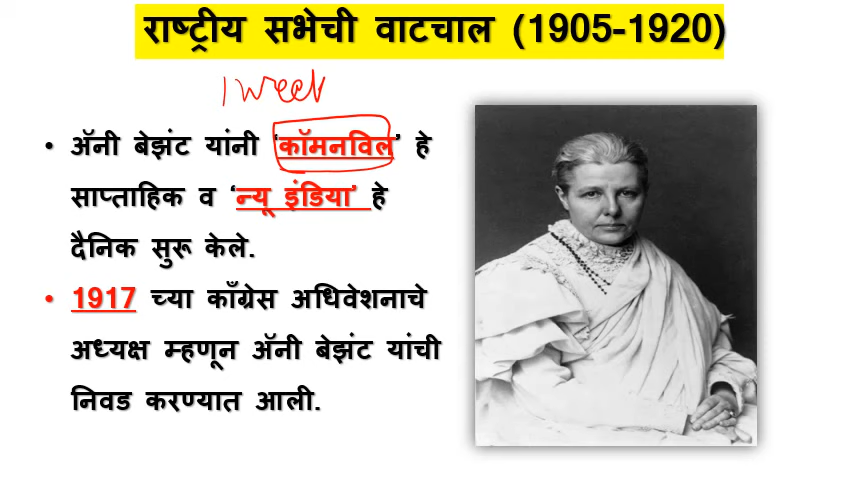 राष्ट्रीय सभेची वाटचाल (1905-1920)
1 week
• ॲनी बेझंट यांनी ‘कॉमनविल’ हे
साप्ताहिक व ‘न्यू इंडिया’ हे
दैनिक सुरू केले.
• 1917 च्या काँग्रेस अधिवेशनाचे
अध्यक्ष म्हणून ॲनी बेझंट यांची
निवड करण्यात आली.